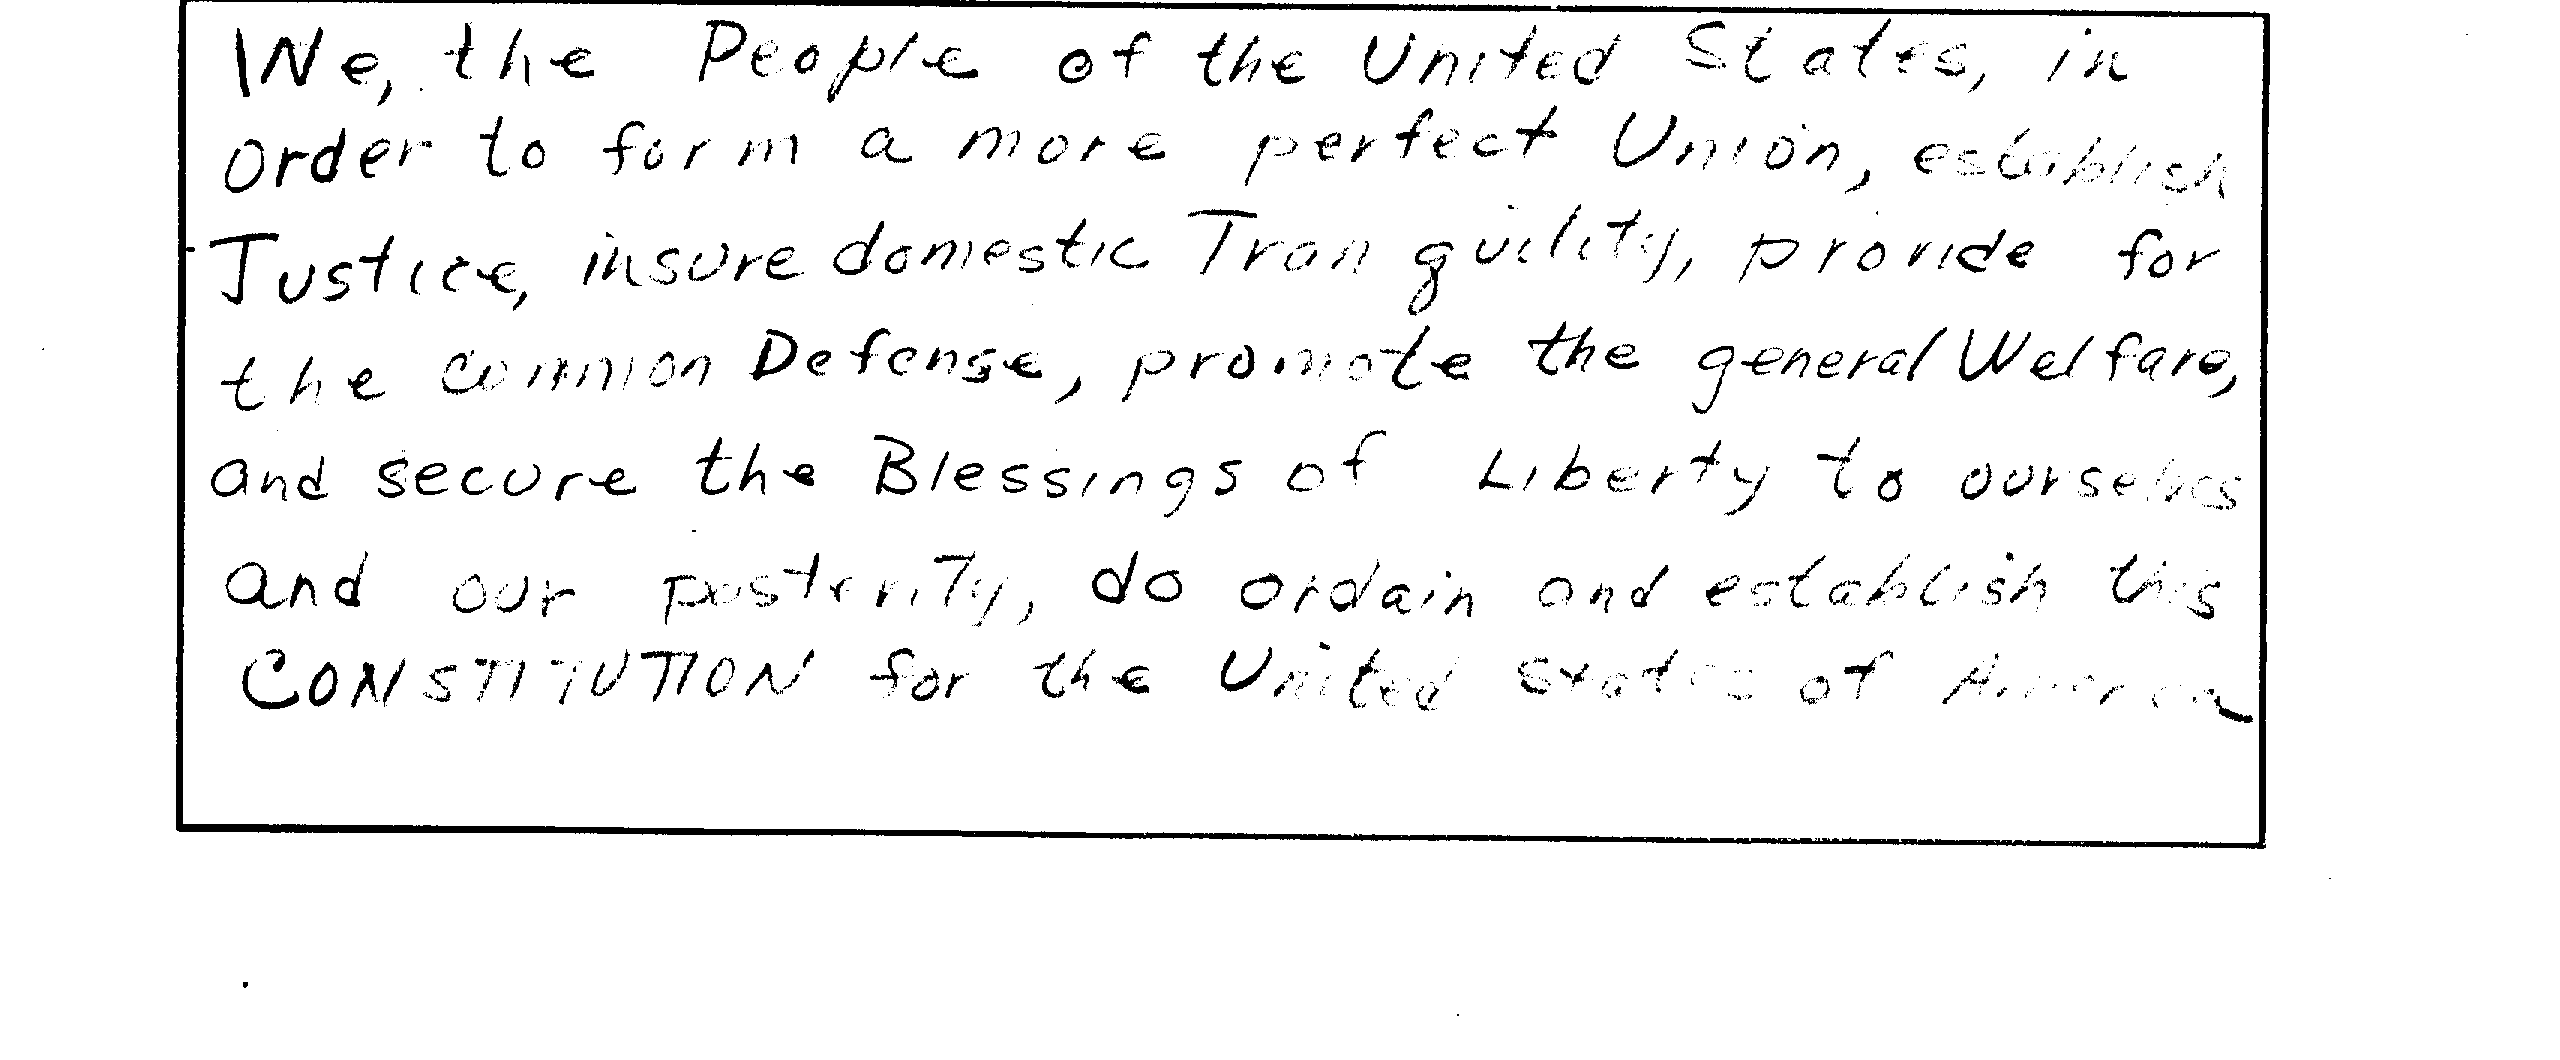 We, the People of the United States, in
order to form a more perfect Union, establish
Justice, insure domestic Tranquility, provide for
the common Defense, promote the general Welfare,
and secure the Blessings of Liberty to ourselves
and our posterity, do ordain and establish this
CONSTITUTION for the United States of America